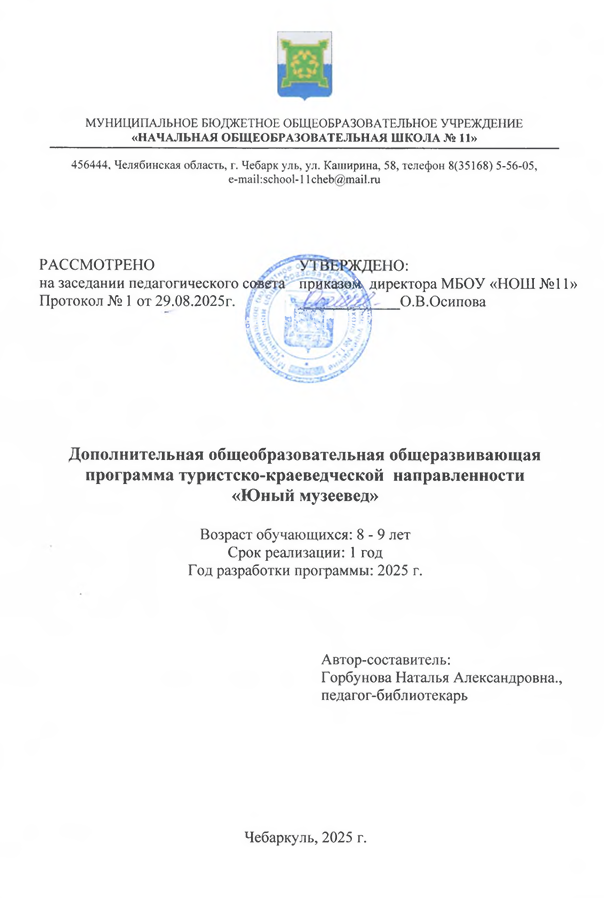 МУНИЦИПАЛЬНОЕ БЮДЖЕТНОЕ ОБЩЕОБРАЗОВАТЕЛЬНОЕ УЧРЕЖДЕНИЕ
«НАЧАЛЬНАЯ ОБЩЕОБРАЗОВАТЕЛЬНАЯ ШКОЛА № 11»
456444, Челябинская область, г. Чебарк уль, ул. Каширина, 58, телефон 8(35168) 5-56-05,
e-mail:school-11cheb@mail.ru
РАССМОТРЕНО
на заседании педагогического совета
Протокол № 1 от 29.08.2025г.
УТВЕРЖДЕНО:
приказом директора МБОУ «НОШ №11»
____________О.В.Осипова
Дополнительная общеобразовательная общеразвивающая
программа туристско-краеведческой направленности
«Юный музеевед»
Возраст обучающихся: 8 - 9 лет
Срок реализации: 1 год
Год разработки программы: 2025 г.
Автор-составитель:
Горбунова Наталья Александровна.,
педагог-библиотекарь
Чебаркуль, 2025 г.